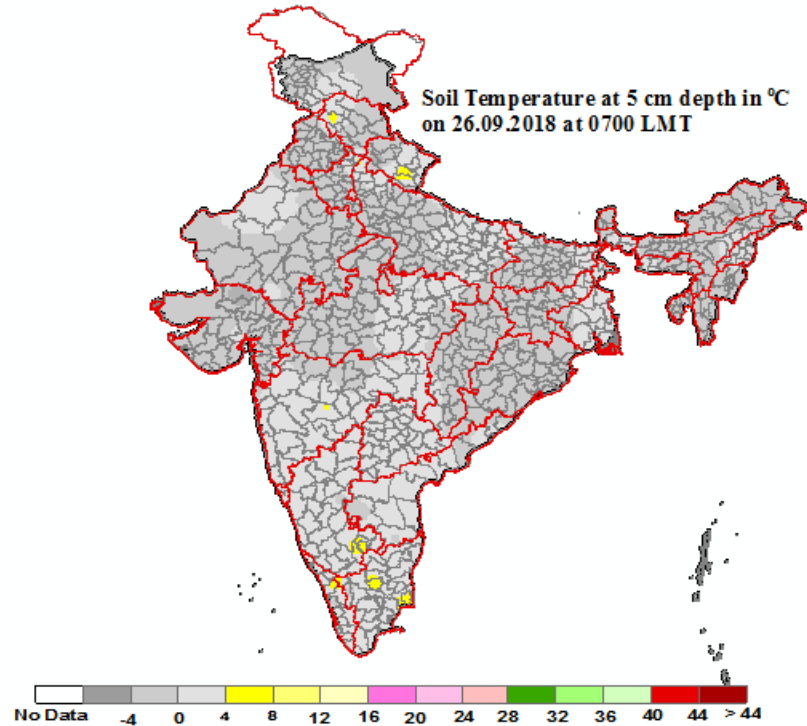 Soil Temperature at 5 cm depth in ⁰C
on 26.09.2018 at 0700 LMT
No Data -4 0 4 8 12 16 20 24 28 32 36 40 44 > 44